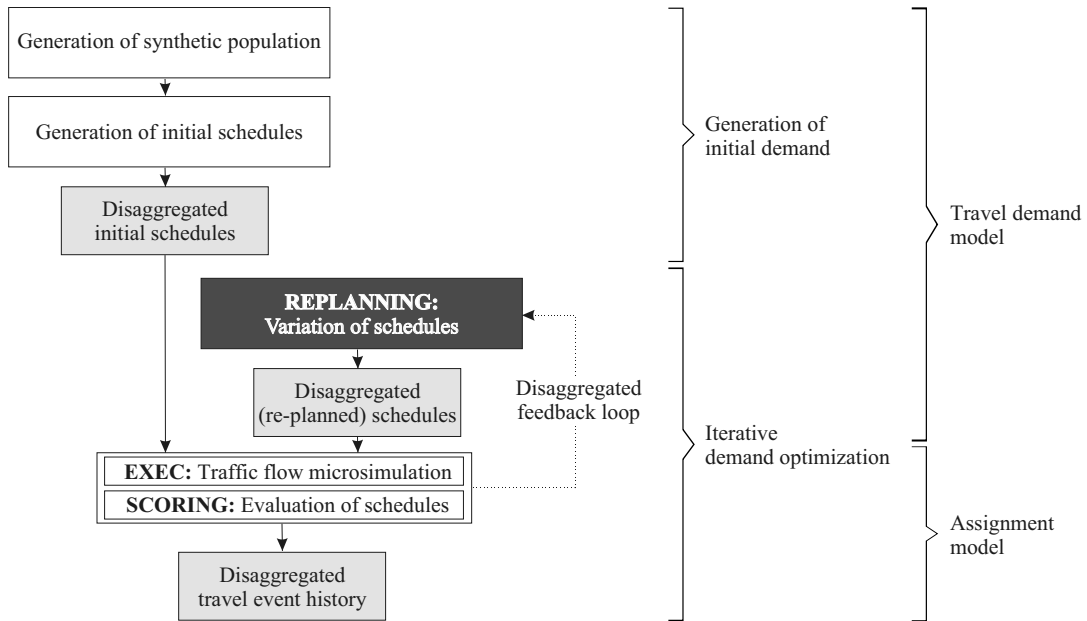 Generation of synthetic population
Generation of initial schedules
Disaggregated
initial schedules
REPLANNING:
Variation of schedules
Disaggregated
(re-planned) schedules
EXEC: Traffic flow microsimulation
SCORING: Evaluation of schedules
Disaggregated
travel event history
Disaggregated
feedback loop
Generation of
initial demand
Iterative
demand optimization
Travel demand
model
Assignment
model